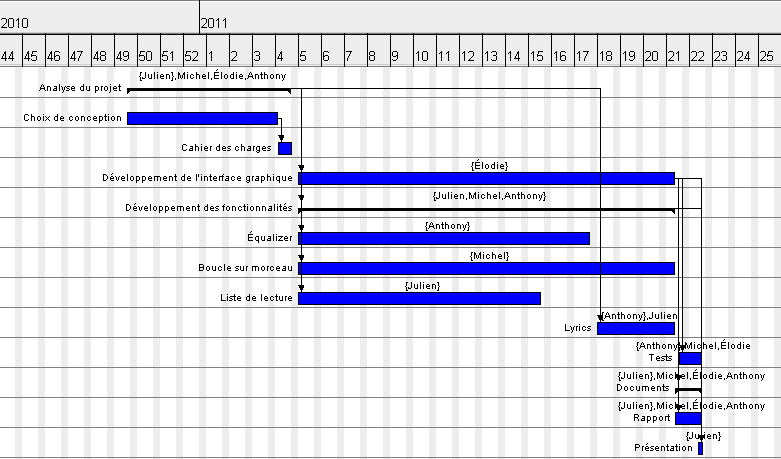 2010 2011
44 45 46 47 48 49 50 51 52 1 2 3 4 5 6 7 8 9 10 11 12 13 14 15 16 17 18 19 20 21 22 23 24 25
{Julien},Michel,Élodie,Anthony
Analyse du projet
Choix de conception
Cahier des charges
{Élodie}
Développement de l'interface graphique
{Julien,Michel,Anthony}
Développement des fonctionnalités
{Anthony}
Équalizer
{Michel}
Boucle sur morceau
{Julien}
Liste de lecture
{Anthony},Julien
Lyrics
{Anthony},Michel,Élodie
Tests
{Julien},Michel,Élodie,Anthony
Documents
{Julien},Michel,Élodie,Anthony
Rapport
{Julien}
Présentation